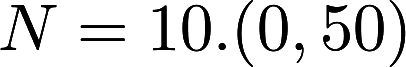 N = 10.(0, 50)